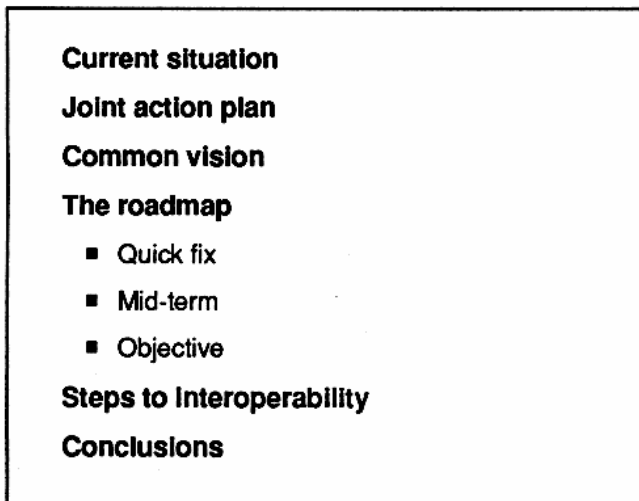 Current situation
Joint action plan
Common vision
The roadmap
■ Quick fix
■ Mid-term
■ Objective
Steps to interoperability
Conclusions